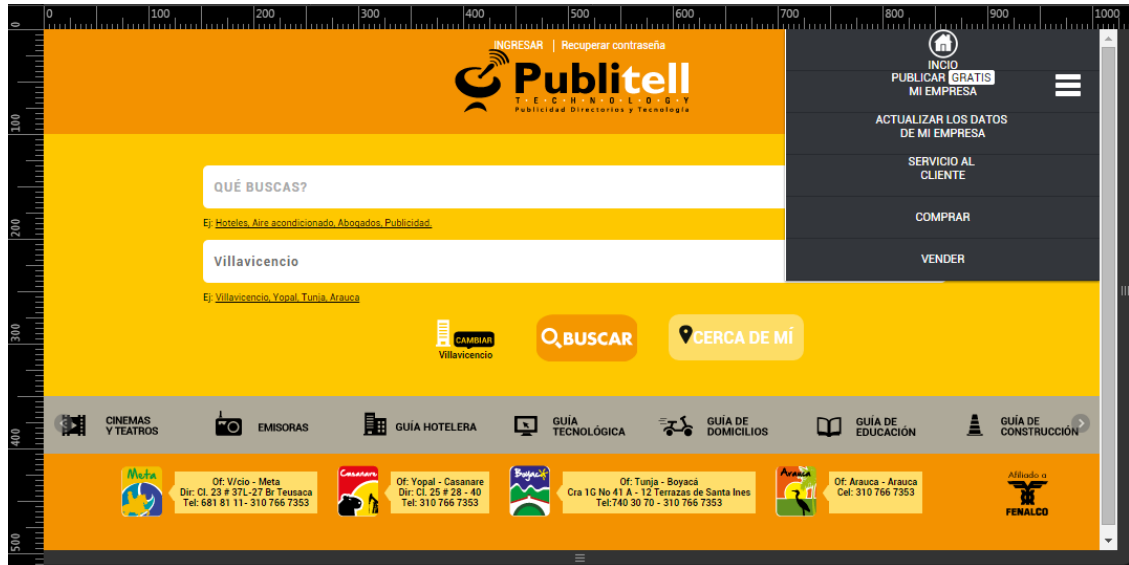 0 100 200 300 400 500 600 700 800 900 1000
0
100
200
300
400
500
INGRESAR | Recuperar contraseña
Publitell
T·E·C·H·N·O·L·O·G·Y
Publicidad Directorios y Tecnología
INCIO
PUBLICAR GRATIS
MI EMPRESA
ACTUALIZAR LOS DATOS
DE MI EMPRESA
SERVICIO AL
CLIENTE
COMPRAR
VENDER
QUÉ BUSCAS?
Ej: Hoteles, Aire acondicionado, Abogados, Publicidad.
Villavicencio
Ej: Villavicencio, Yopal, Tunja, Arauca
CAMBIAR
Villavicencio
BUSCAR
CERCA DE MÍ
CINEMAS
Y TEATROS
EMISORAS
GUÍA HOTELERA
GUÍA
TECNOLÓGICA
GUÍA DE
DOMICILIOS
GUÍA DE
EDUCACIÓN
GUÍA DE
CONSTRUCCIÓN
Meta
Of: V/cio - Meta
Dir: Cl. 23 # 37L-27 Br Teusaca
Tel: 681 81 11- 310 766 7353
Casanare
Of: Yopal - Casanare
Dir: Cl. 25 # 28 - 40
Tel: 310 766 7353
Boyacá
Of: Tunja - Boyacá
Cra 1G No 41 A - 12 Terrazas de Santa Ines
Tel:740 30 70 - 310 766 7353
Arauca
Of: Arauca - Arauca
Cel: 310 766 7353
Afiliado a
FENALCO